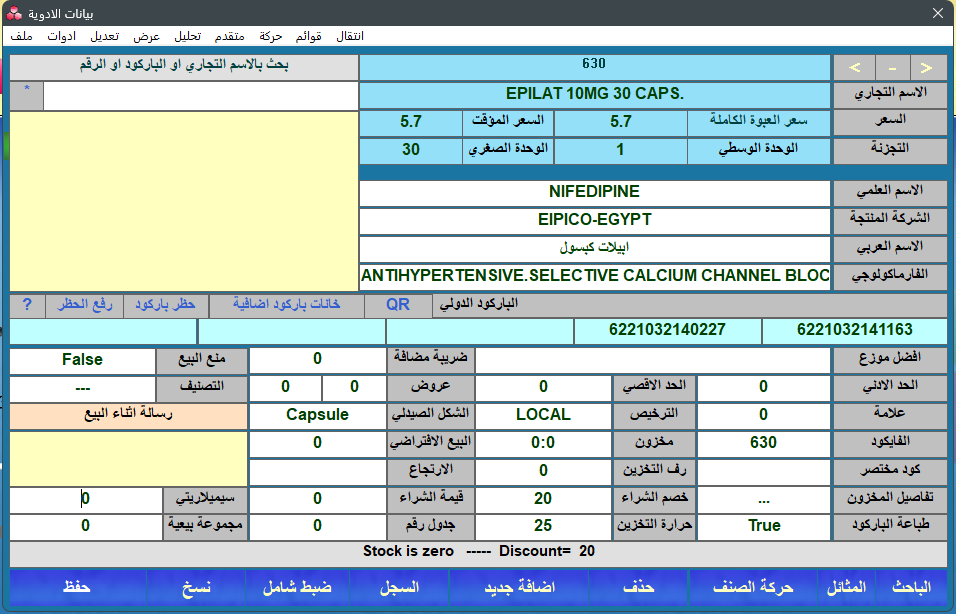 بيانات الادوية
ملف ادوات تعديل عرض تحليل متقدم حركة قوائم انتقال
< - > 630 بحث بالاسم التجاري او الباركود او الرقم
الاسم التجاري EPILAT 10MG 30 CAPS. *
السعر سعر العبوة الكاملة 5.7 السعر المؤقت 5.7
التجزئة الوحدة الوسطي 1 الوحدة الصغري 30
الاسم العلمي NIFEDIPINE
الشركة المنتجة EIPICO-EGYPT
الاسم العربي ابيلات كبسول
الفارماكولوجي ANTIHYPERTENSIVE.SELECTIVE CALCIUM CHANNEL BLOC
الباركود الدولي QR خانات باركود اضافية حظر باركود رفع الحظر ?
6221032141163 6221032140227
افضل موزع ضريبة مضافة 0 منع البيع False
الحد الادني 0 الحد الاقصي 0 عروض 0 0 التصنيف ---
علامة 0 الترخيص LOCAL الشكل الصيدلي Capsule رسالة اثناء البيع
الفايكود 630 مخزون 0:0 البيع الافتراضي 0
كود مختصر رف التخزين 0 الارتجاع
تفاصيل المخزون ... خصم الشراء 20 قيمة الشراء 0 سيميلاريتي 0
طباعة الباركود True حرارة التخزين 25 جدول رقم 0 مجموعة بيعية 0
Stock is zero ----- Discount= 20
الباحث المثائل حركة الصنف حذف اضافة جديد السجل ضبط شامل نسخ حفظ